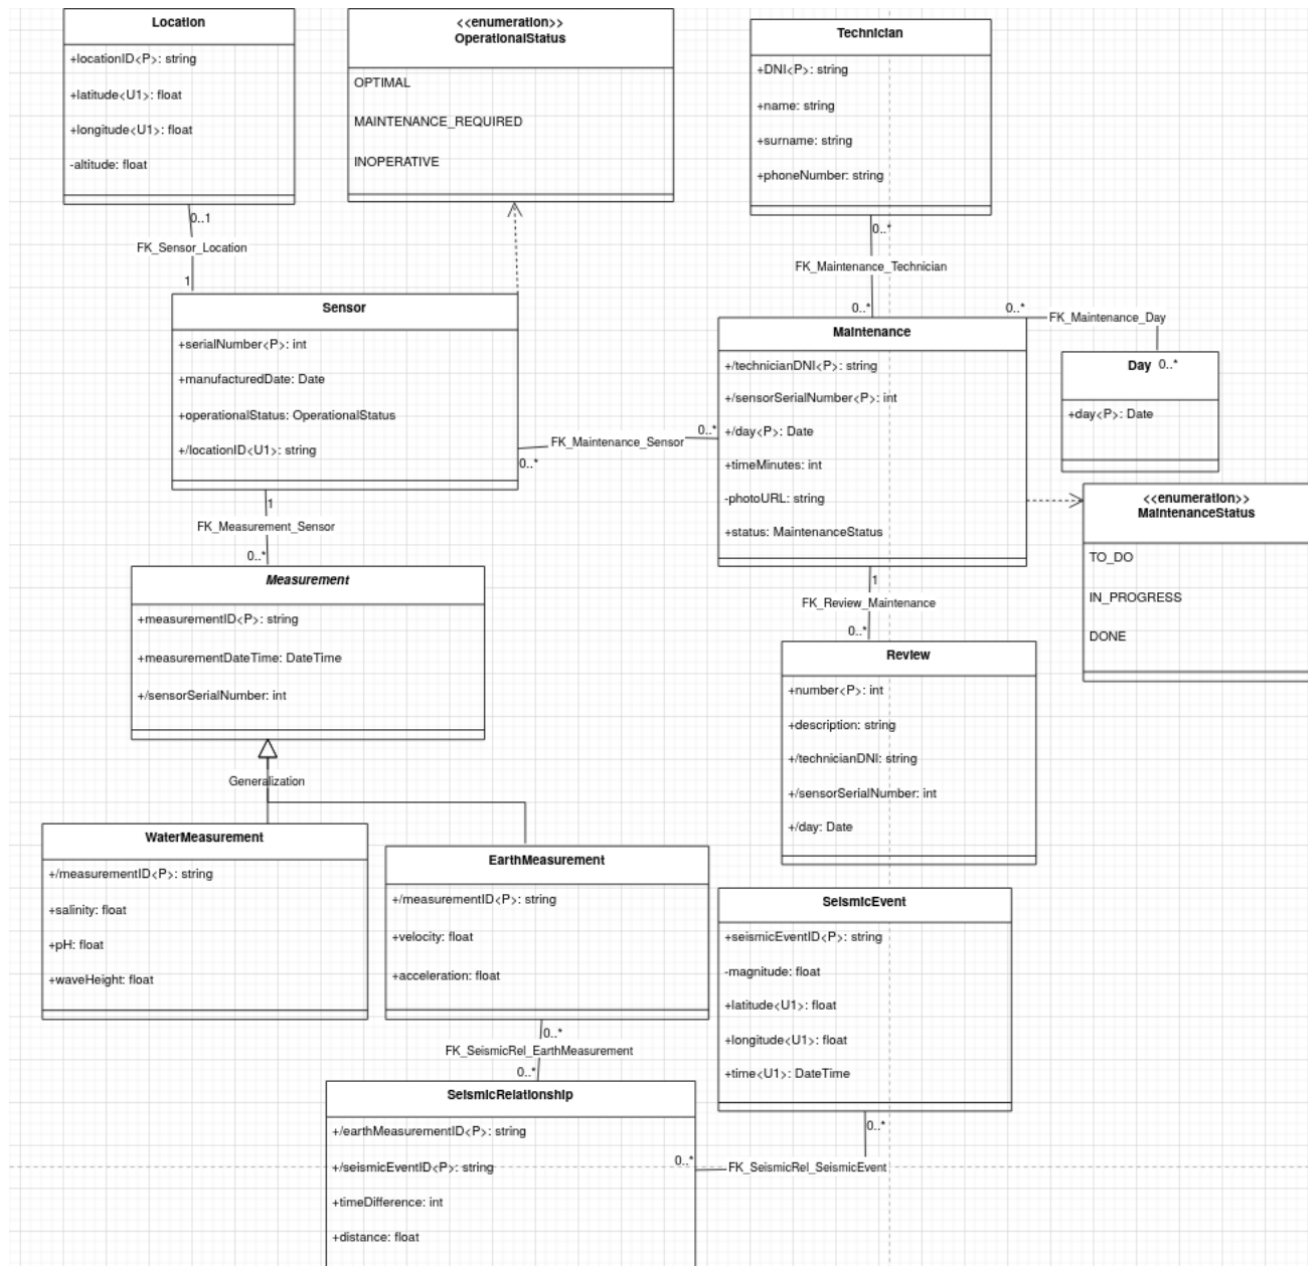 Location
+locationID<P>: string
+latitude<U1>: float
+longitude<U1>: float
-altitude: float
<<enumeration>>
OperationalStatus
OPTIMAL
MAINTENANCE_REQUIRED
INOPERATIVE
Technician
+DNI<P>: string
+name: string
+surname: string
+phoneNumber: string
0..1
FK_Sensor_Location
1
0..*
FK_Maintenance_Technician
0..*
Sensor
+serialNumber<P>: int
+manufacturedDate: Date
+operationalStatus: OperationalStatus
+/locationID<U1>: string
0..*
FK_Maintenance_Sensor
0..*
Maintenance
+/technicianDNI<P>: string
+/sensorSerialNumber<P>: int
+/day<P>: Date
+timeMinutes: int
-photoURL: string
+status: MaintenanceStatus
0..*
FK_Maintenance_Day
0..*
Day
+day<P>: Date
<<enumeration>>
MaintenanceStatus
TO_DO
IN_PROGRESS
DONE
1
FK_Measurement_Sensor
0..*
Measurement
+measurementID<P>: string
+measurementDateTime: DateTime
+/sensorSerialNumber: int
1
FK_Review_Maintenance
0..*
Review
+number<P>: int
+description: string
+/technicianDNI: string
+/sensorSerialNumber: int
+/day: Date
Generalization
WaterMeasurement
+/measurementID<P>: string
+salinity: float
+pH: float
+waveHeight: float
EarthMeasurement
+/measurementID<P>: string
+velocity: float
+acceleration: float
SeismicEvent
+seismicEventID<P>: string
-magnitude: float
+latitude<U1>: float
+longitude<U1>: float
+time<U1>: DateTime
0..*
FK_SeismicRel_EarthMeasurement
0..*
SeismicRelationship
+/earthMeasurementID<P>: string
+/seismicEventID<P>: string
+timeDifference: int
+distance: float
0..*
FK_SeismicRel_SeismicEvent
0..*